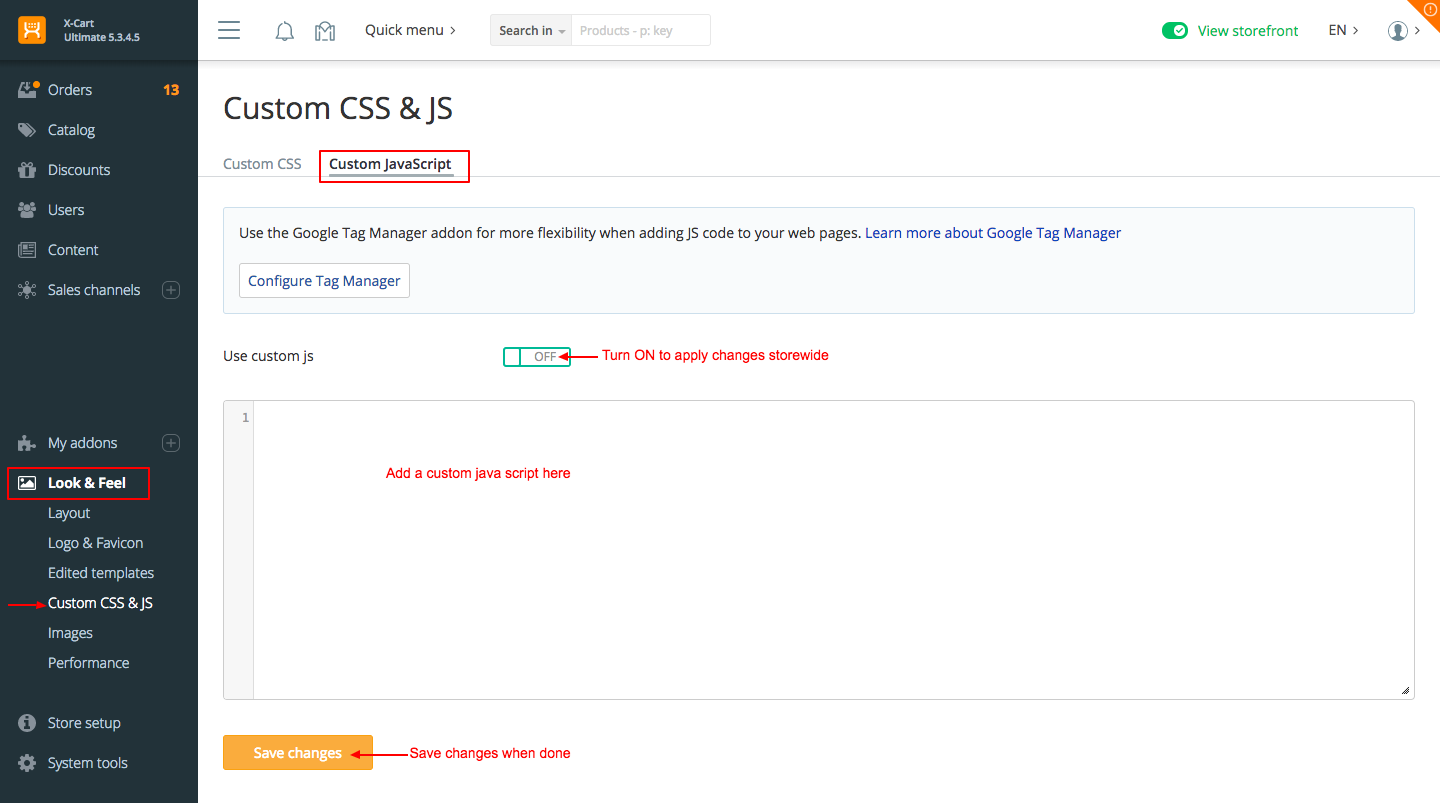 X-Cart
Ultimate 5.3.4.5
Quick menu
Search in
Products - p: key
View storefront
EN
Orders
13
Catalog
Discounts
Users
Content
Sales channels
My addons
Look & Feel
Layout
Logo & Favicon
Edited templates
Custom CSS & JS
Images
Performance
Store setup
System tools
Custom CSS & JS
Custom CSS
Custom JavaScript
Use the Google Tag Manager addon for more flexibility when adding JS code to your web pages. Learn more about Google Tag Manager
Configure Tag Manager
Use custom js
OFF
Turn ON to apply changes storewide
1
Add a custom java script here
Save changes
Save changes when done